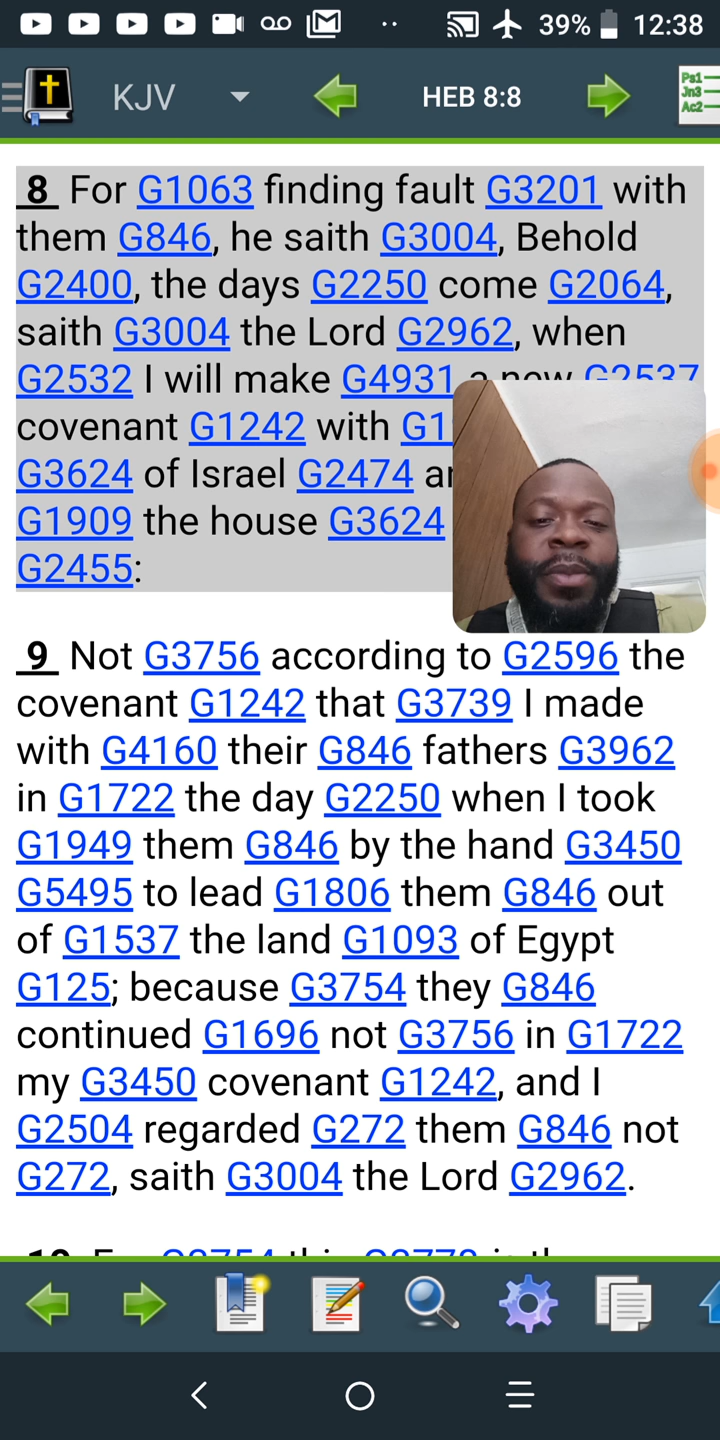 39% 12:38
KJV HEB 8:8 Ps1
Jn3
Ac2
8 For G1063 finding fault G3201 with
them G846, he saith G3004, Behold
G2400, the days G2250 come G2064,
saith G3004 the Lord G2962, when
G2532 I will make G4931 a new G2537
covenant G1242 with
G3624 of Israel G2474
G1909 the house G3624
G2455:
9 Not G3756 according to G2596 the
covenant G1242 that G3739 I made
with G4160 their G846 fathers G3962
in G1722 the day G2250 when I took
G1949 them G846 by the hand G3450
G5495 to lead G1806 them G846 out
of G1537 the land G1093 of Egypt
G125; because G3754 they G846
continued G1696 not G3756 in G1722
my G3450 covenant G1242, and I
G2504 regarded G272 them G846 not
G272, saith G3004 the Lord G2962.